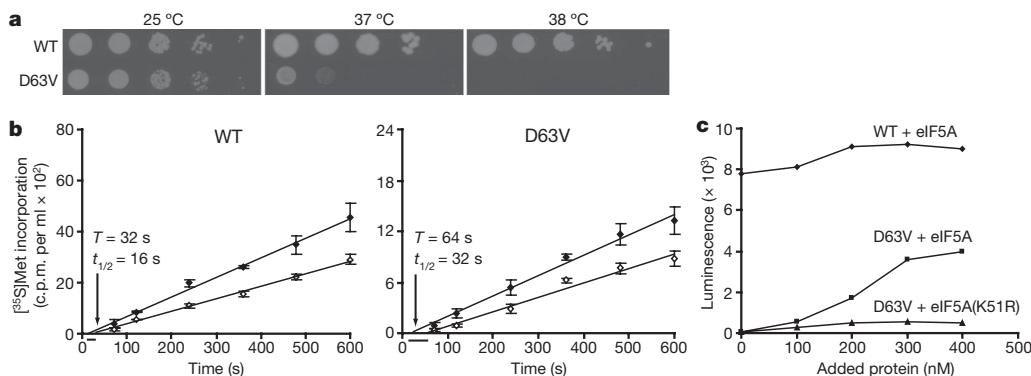 a
25 °C 37 °C 38 °C
WT
D63V
b
WT
[³⁵S]Met incorporation
(c.p.m. per ml × 10²)
80
60
40
20
0
T = 32 s
t1/2 = 16 s
100 200 300 400 500 600
Time (s)
D63V
24
18
12
6
0
T = 64 s
t1/2 = 32 s
100 200 300 400 500 600
Time (s)
c
Luminescence (× 10³)
10
8
6
4
2
0
WT + eIF5A
D63V + eIF5A
D63V + eIF5A(K51R)
0 100 200 300 400 500
Added protein (nM)